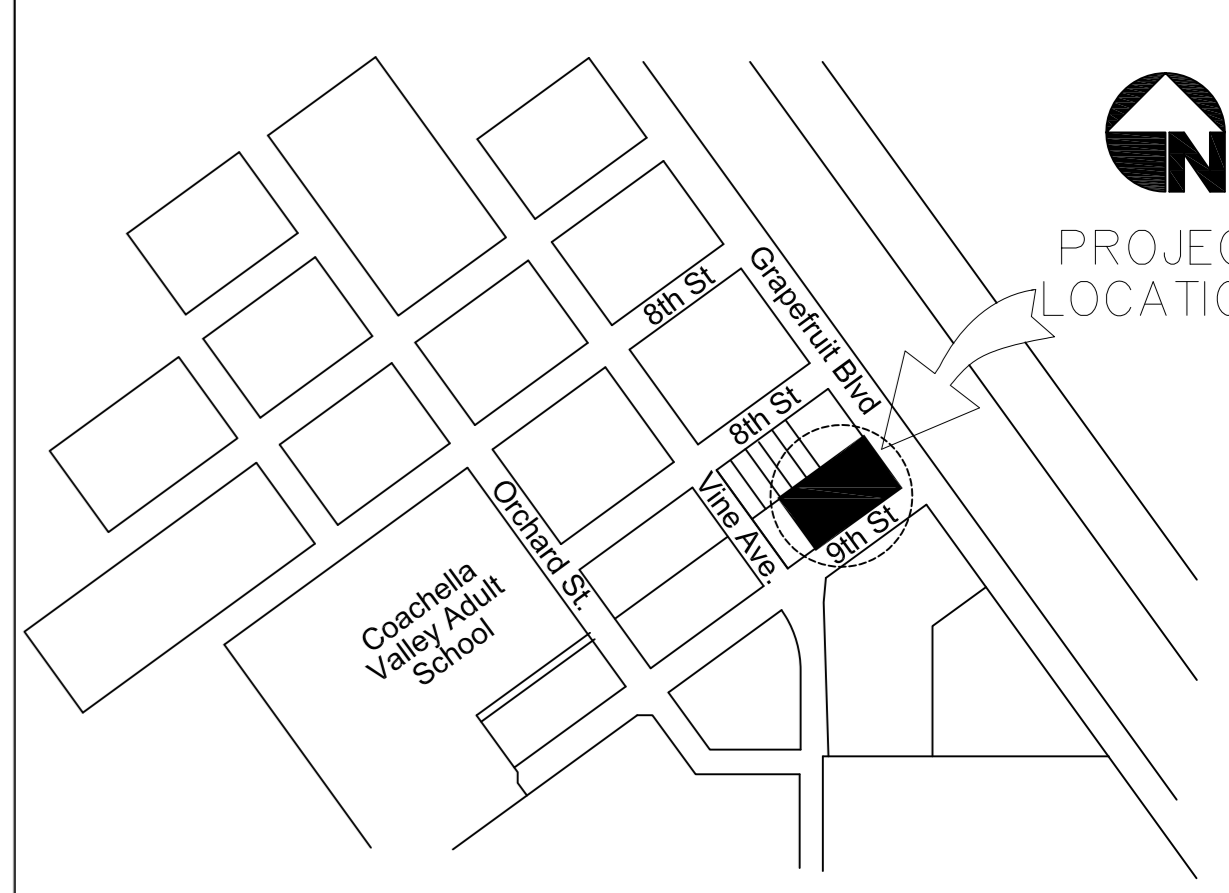 N
PROJEC
LOCATIO
Grapefruit Blvd
8th St
8th St
Vine Ave.
9th St
Orchard St.
Coachella
Valley Adult
School